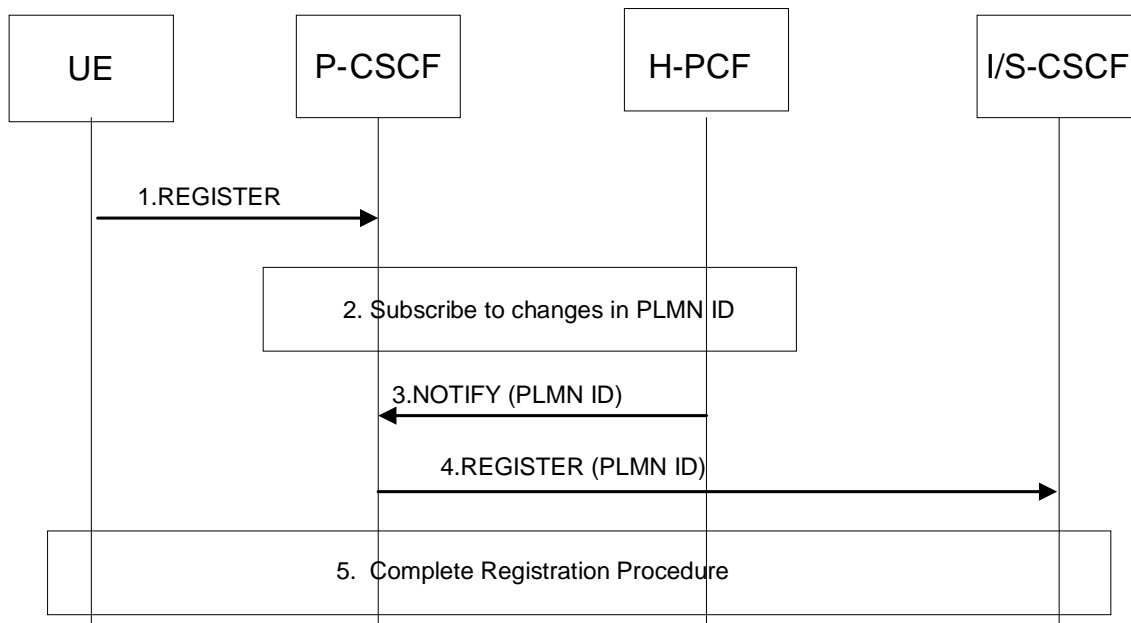 UE
P-CSCF
H-PCF
I/S-CSCF
1.REGISTER
2. Subscribe to changes in PLMN ID
3.NOTIFY (PLMN ID)
4.REGISTER (PLMN ID)
5. Complete Registration Procedure